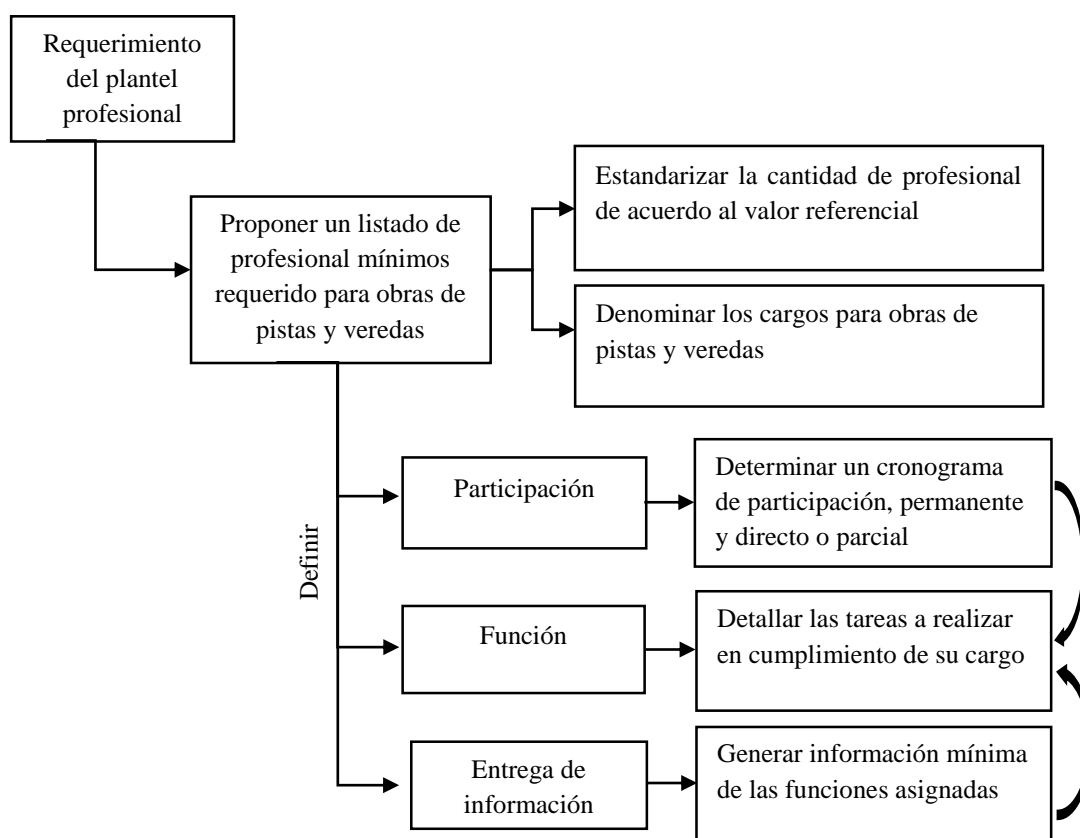 Requerimiento
del plantel
profesional
Proponer un listado de
profesional mínimos
requerido para obras de
pistas y veredas
Estandarizar la cantidad de profesional
de acuerdo al valor referencial
Denominar los cargos para obras de
pistas y veredas
Definir
Participación
Determinar un cronograma
de participación, permanente
y directo o parcial
Función
Detallar las tareas a realizar
en cumplimiento de su cargo
Entrega de
información
Generar información mínima
de las funciones asignadas